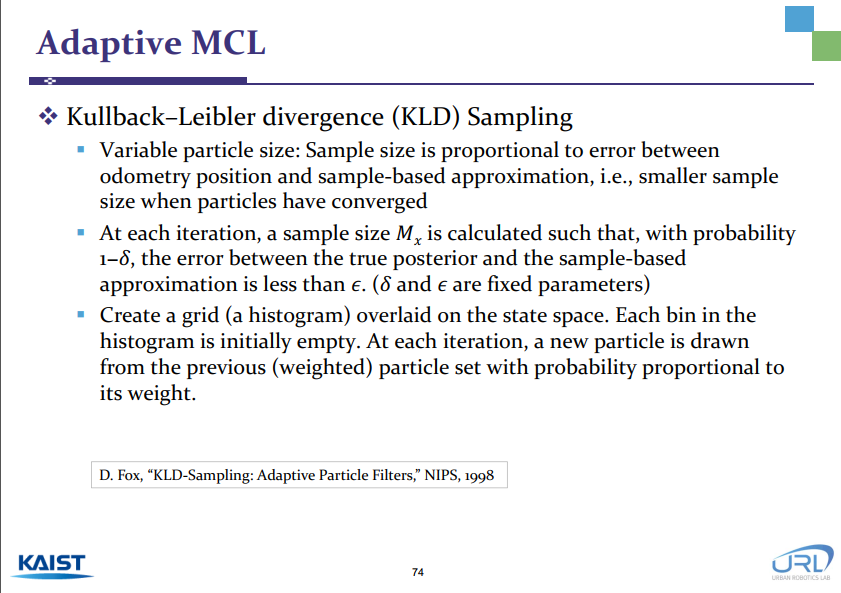 Adaptive MCL
Kullback–Leibler divergence (KLD) Sampling
Variable particle size: Sample size is proportional to error between
odometry position and sample-based approximation, i.e., smaller sample
size when particles have converged
At each iteration, a sample size Mₓ is calculated such that, with probability
1−δ, the error between the true posterior and the sample-based
approximation is less than ϵ. (δ and ϵ are fixed parameters)
Create a grid (a histogram) overlaid on the state space. Each bin in the
histogram is initially empty. At each iteration, a new particle is drawn
from the previous (weighted) particle set with probability proportional to
its weight.
D. Fox, “KLD-Sampling: Adaptive Particle Filters,” NIPS, 1998
KAIST
74
URL
URBAN ROBOTICS LAB